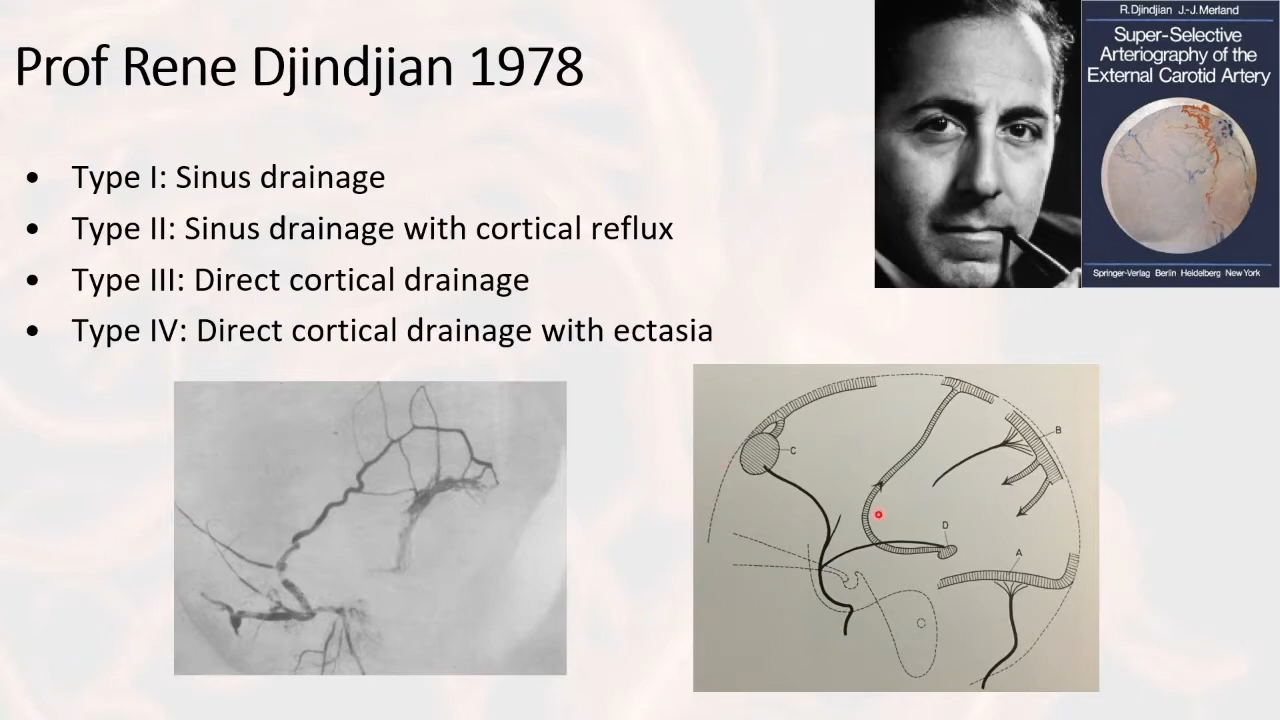 Prof Rene Djindjian 1978
R. Djindjian J.-J. Merland
Super-Selective
Arteriography of the
External Carotid Artery
Springer-Verlag Berlin Heidelberg New York
• Type I: Sinus drainage
• Type II: Sinus drainage with cortical reflux
• Type III: Direct cortical drainage
• Type IV: Direct cortical drainage with ectasia
B
C
D
A